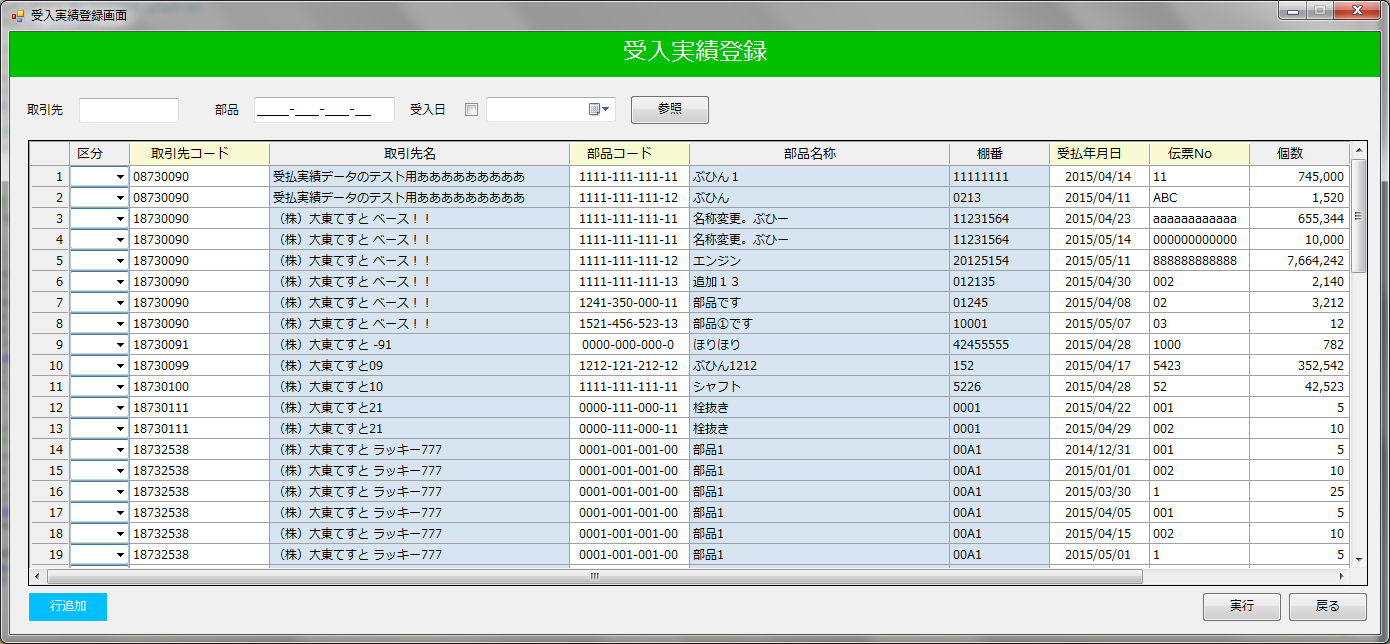 受入実績登録画面
受入実績登録
取引先 部品 _____-____-____-___ 受入日 参照
区分 取引先コード 取引先名 部品コード 部品名称 棚番 受払年月日 伝票No 個数
1 08730090 受払実績データのテスト用ああああああああああ 1111-111-111-11 ぶひん１ 11111111 2015/04/14 11 745,000
2 08730090 受払実績データのテスト用ああああああああああ 1111-111-111-12 ぶひん 0213 2015/04/11 ABC 1,520
3 18730090 （株）大東てすと ベース！！ 1111-111-111-11 名称変更。ぶひー 11231564 2015/04/23 aaaaaaaaaaaa 655,344
4 18730090 （株）大東てすと ベース！！ 1111-111-111-11 名称変更。ぶひー 11231564 2015/05/14 000000000000 10,000
5 18730090 （株）大東てすと ベース！！ 1111-111-111-12 エンジン 20125154 2015/05/11 888888888888 7,664,242
6 18730090 （株）大東てすと ベース！！ 1111-111-111-13 追加１３ 012135 2015/04/30 002 2,140
7 18730090 （株）大東てすと ベース！！ 1241-350-000-11 部品です 01245 2015/04/08 02 3,212
8 18730090 （株）大東てすと ベース！！ 1521-456-523-13 部品①です 10001 2015/05/07 03 12
9 18730091 （株）大東てすと -91 0000-000-000-0 ほりほり 42455555 2015/04/28 1000 782
10 18730099 （株）大東てすと09 1212-121-212-12 ぶひん1212 152 2015/04/17 5423 352,542
11 18730100 （株）大東てすと10 1111-111-111-11 シャフト 5226 2015/04/28 52 42,523
12 18730111 （株）大東てすと21 0000-111-000-11 栓抜き 0001 2015/04/22 001 5
13 18730111 （株）大東てすと21 0000-111-000-11 栓抜き 0001 2015/04/29 002 10
14 18732538 （株）大東てすと ラッキー777 0001-001-001-00 部品1 00A1 2014/12/31 001 5
15 18732538 （株）大東てすと ラッキー777 0001-001-001-00 部品1 00A1 2015/01/01 002 10
16 18732538 （株）大東てすと ラッキー777 0001-001-001-00 部品1 00A1 2015/03/30 1 25
17 18732538 （株）大東てすと ラッキー777 0001-001-001-00 部品1 00A1 2015/04/05 001 5
18 18732538 （株）大東てすと ラッキー777 0001-001-001-00 部品1 00A1 2015/04/15 002 10
19 18732538 （株）大東てすと ラッキー777 0001-001-001-00 部品1 00A1 2015/05/01 1 5
行追加 実行 戻る